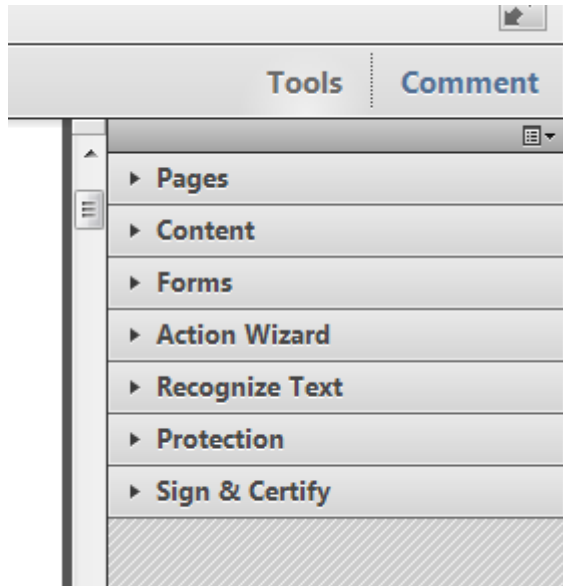 Tools Comment
Pages
Content
Forms
Action Wizard
Recognize Text
Protection
Sign & Certify